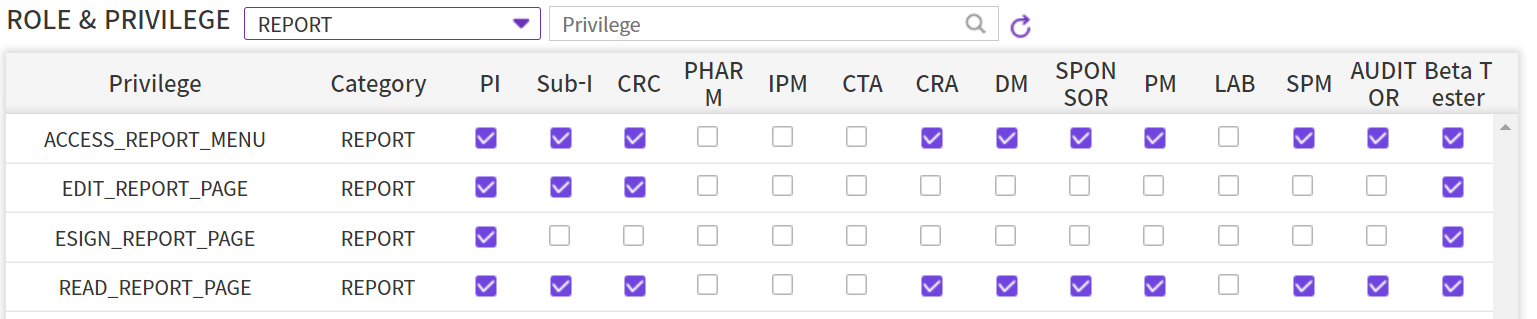 ROLE & PRIVILEGE REPORT Privilege
Privilege Category PI Sub-I CRC PHARM IPM CTA CRA DM SPONSOR PM LAB SPM AUDITOR Beta Tester
ACCESS_REPORT_MENU REPORT
EDIT_REPORT_PAGE REPORT
ESIGN_REPORT_PAGE REPORT
READ_REPORT_PAGE REPORT